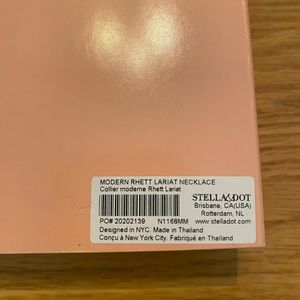 MODERN RHETT LARIAT NECKLACE
Collier moderne Rhett Lariat
STELLA&DOT
Brisbane, CA(USA)
Rotterdam, NL
PO# 20202139 N1168MM www.stelladot.com
Designed in NYC. Made in Thailand
Conçu à New York City. Fabriqué en Thailand